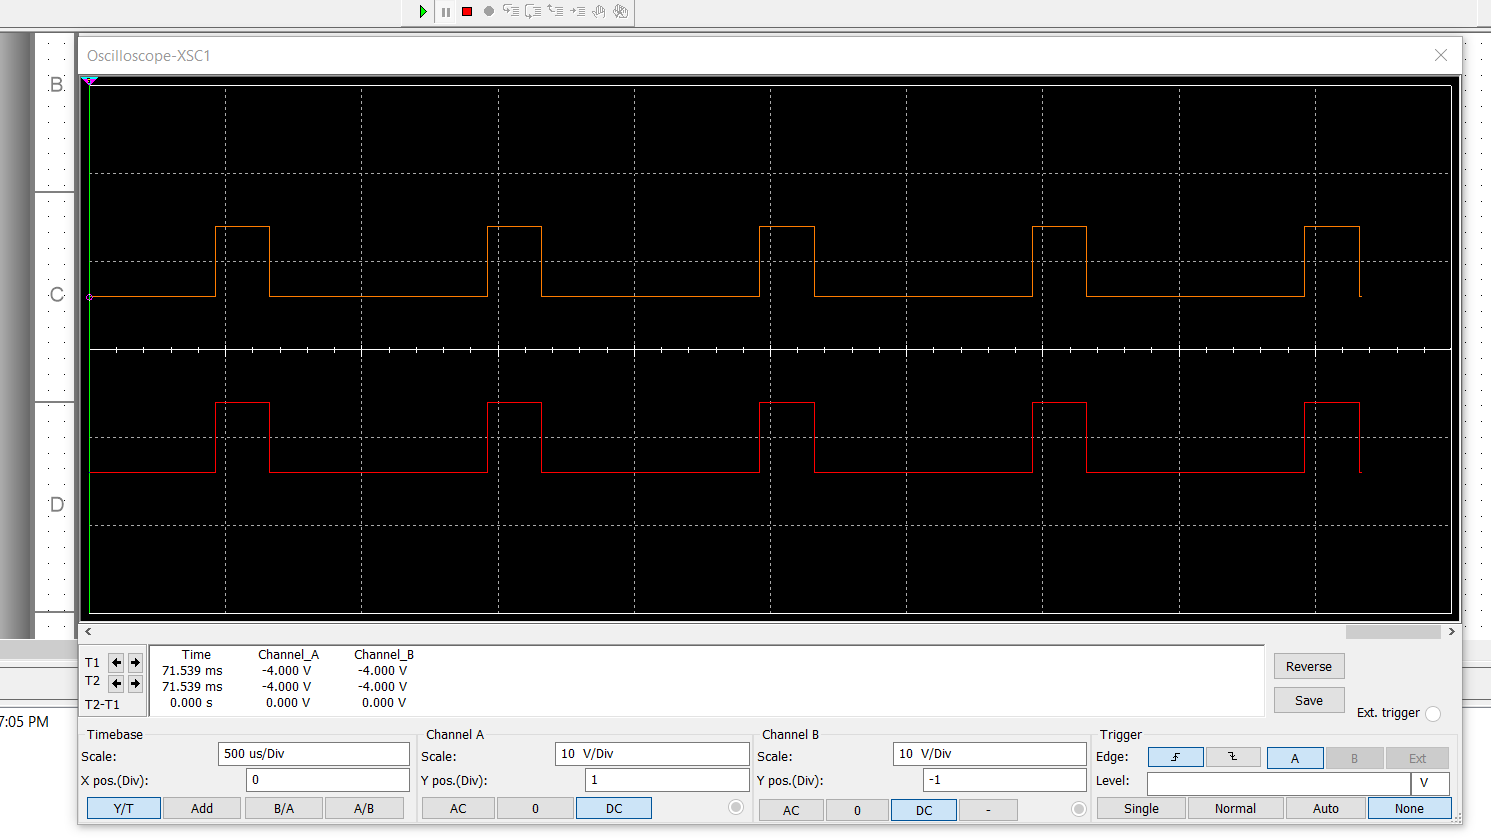 Oscilloscope-XSC1
B
C
D
T1
T2
T2-T1
Time Channel_A Channel_B
71.539 ms -4.000 V -4.000 V
71.539 ms -4.000 V -4.000 V
0.000 s 0.000 V 0.000 V
Reverse
Save
Ext. trigger
7:05 PM
Timebase
Scale: 500 us/Div
X pos.(Div): 0
Y/T Add B/A A/B
Channel A
Scale: 10 V/Div
Y pos.(Div): 1
AC 0 DC
Channel B
Scale: 10 V/Div
Y pos.(Div): -1
AC 0 DC -
Trigger
Edge: A B Ext
Level: V
Single Normal Auto None